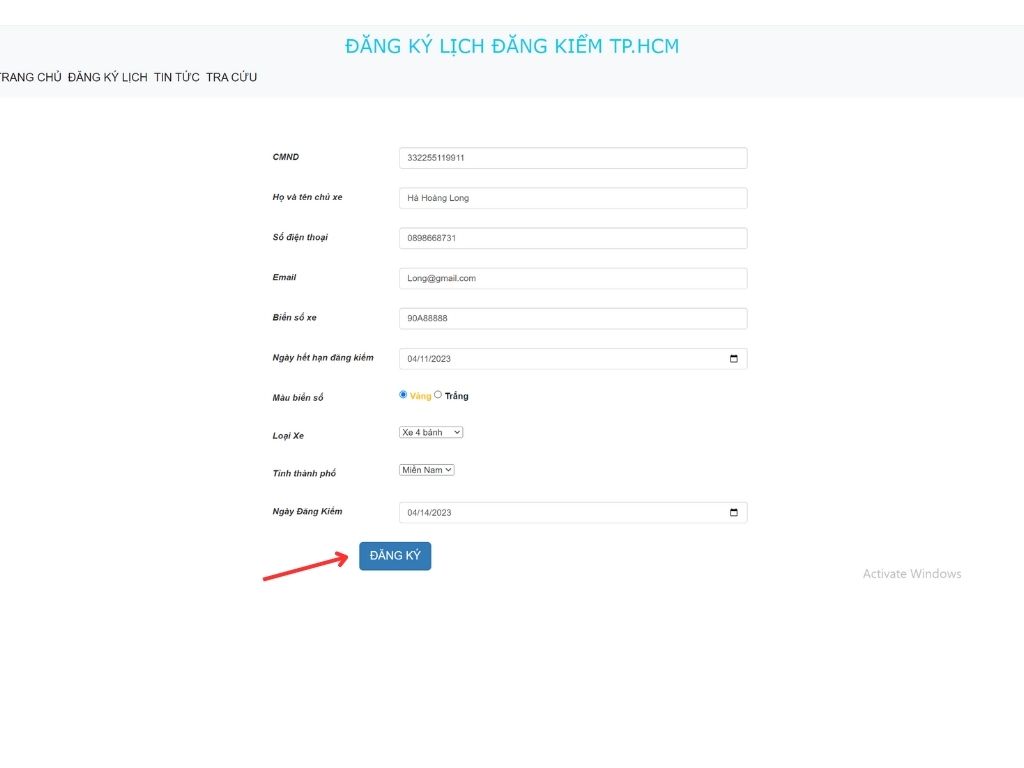 ĐĂNG KÝ LỊCH ĐĂNG KIỂM TP.HCM
TRANG CHỦ ĐĂNG KÝ LỊCH TIN TỨC TRA CỨU
CMND 332255119911
Họ và tên chủ xe Hà Hoàng Long
Số điện thoại 0898668731
Email Long@gmail.com
Biển số xe 90A88888
Ngày hết hạn đăng kiểm 04/11/2023
Màu biển số Vàng Trắng
Loại Xe Xe 4 bánh
Tỉnh thành phố Miền Nam
Ngày Đăng Kiểm 04/14/2023
ĐĂNG KÝ
Activate Windows